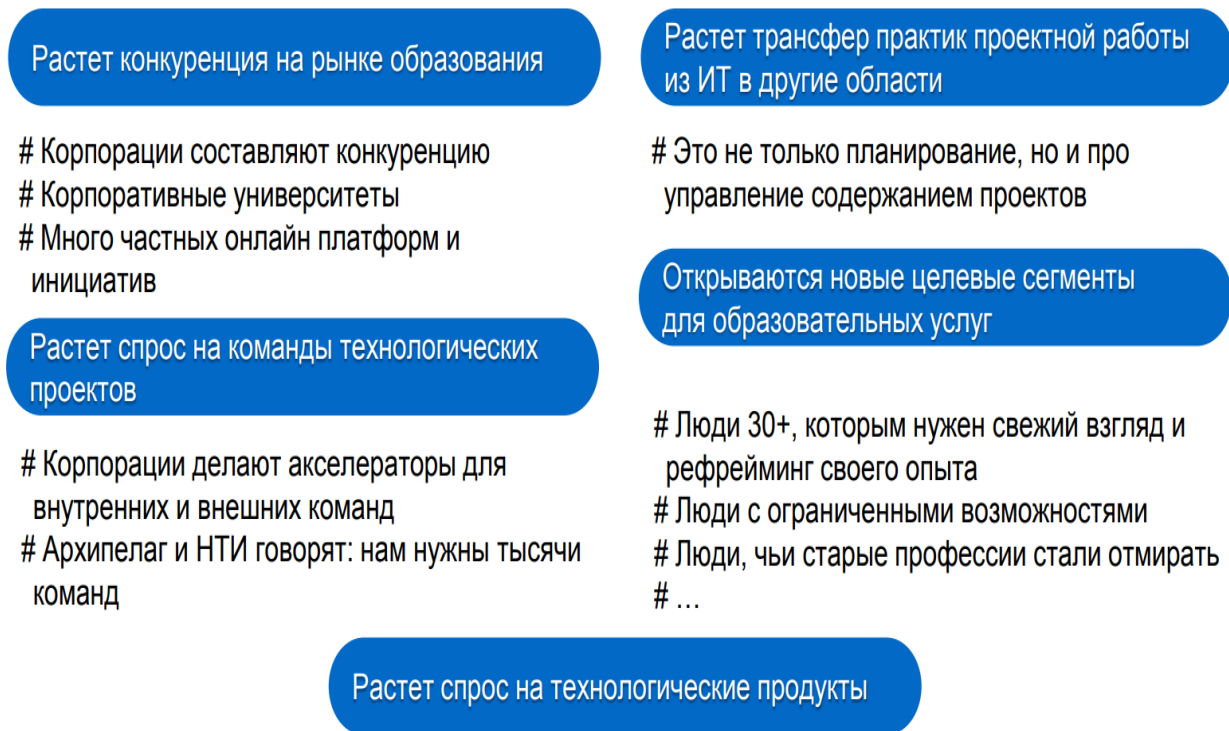 Растет конкуренция на рынке образования
# Корпорации составляют конкуренцию
# Корпоративные университеты
# Много частных онлайн платформ и
инициатив
Растет спрос на команды технологических
проектов
# Корпорации делают акселераторы для
внутренних и внешних команд
# Архипелаг и НТИ говорят: нам нужны тысячи
команд
Растет трансфер практик проектной работы
из ИТ в другие области
# Это не только планирование, но и про
управление содержанием проектов
Открываются новые целевые сегменты
для образовательных услуг
# Люди 30+, которым нужен свежий взгляд и
рефрейминг своего опыта
# Люди с ограниченными возможностями
# Люди, чьи старые профессии стали отмирать
# ...
Растет спрос на технологические продукты